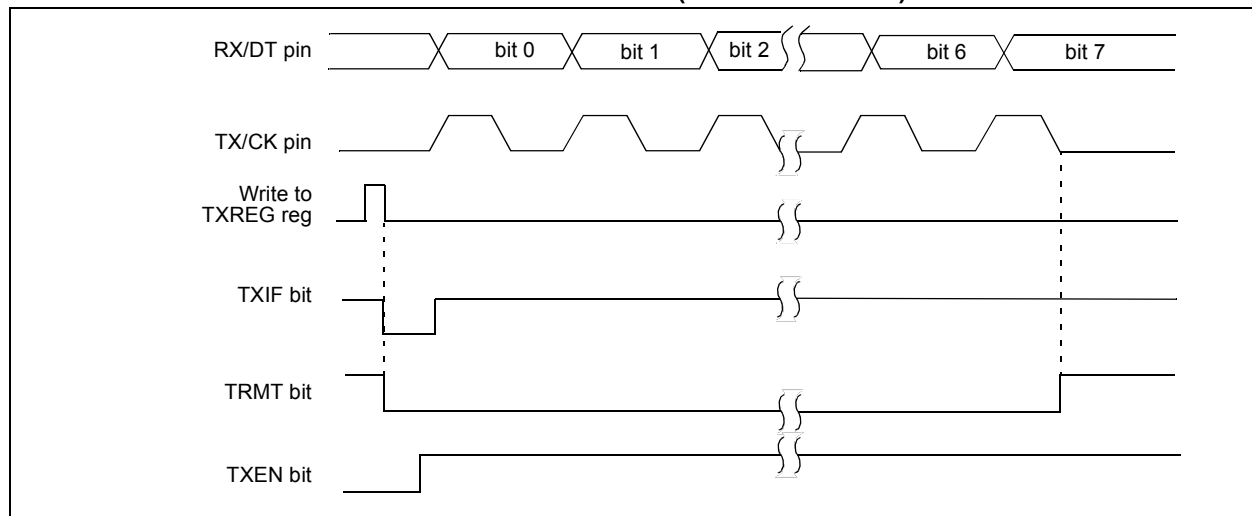 RX/DT pin
bit 0
bit 1
bit 2
bit 6
bit 7
TX/CK pin
Write to
TXREG reg
TXIF bit
TRMT bit
TXEN bit